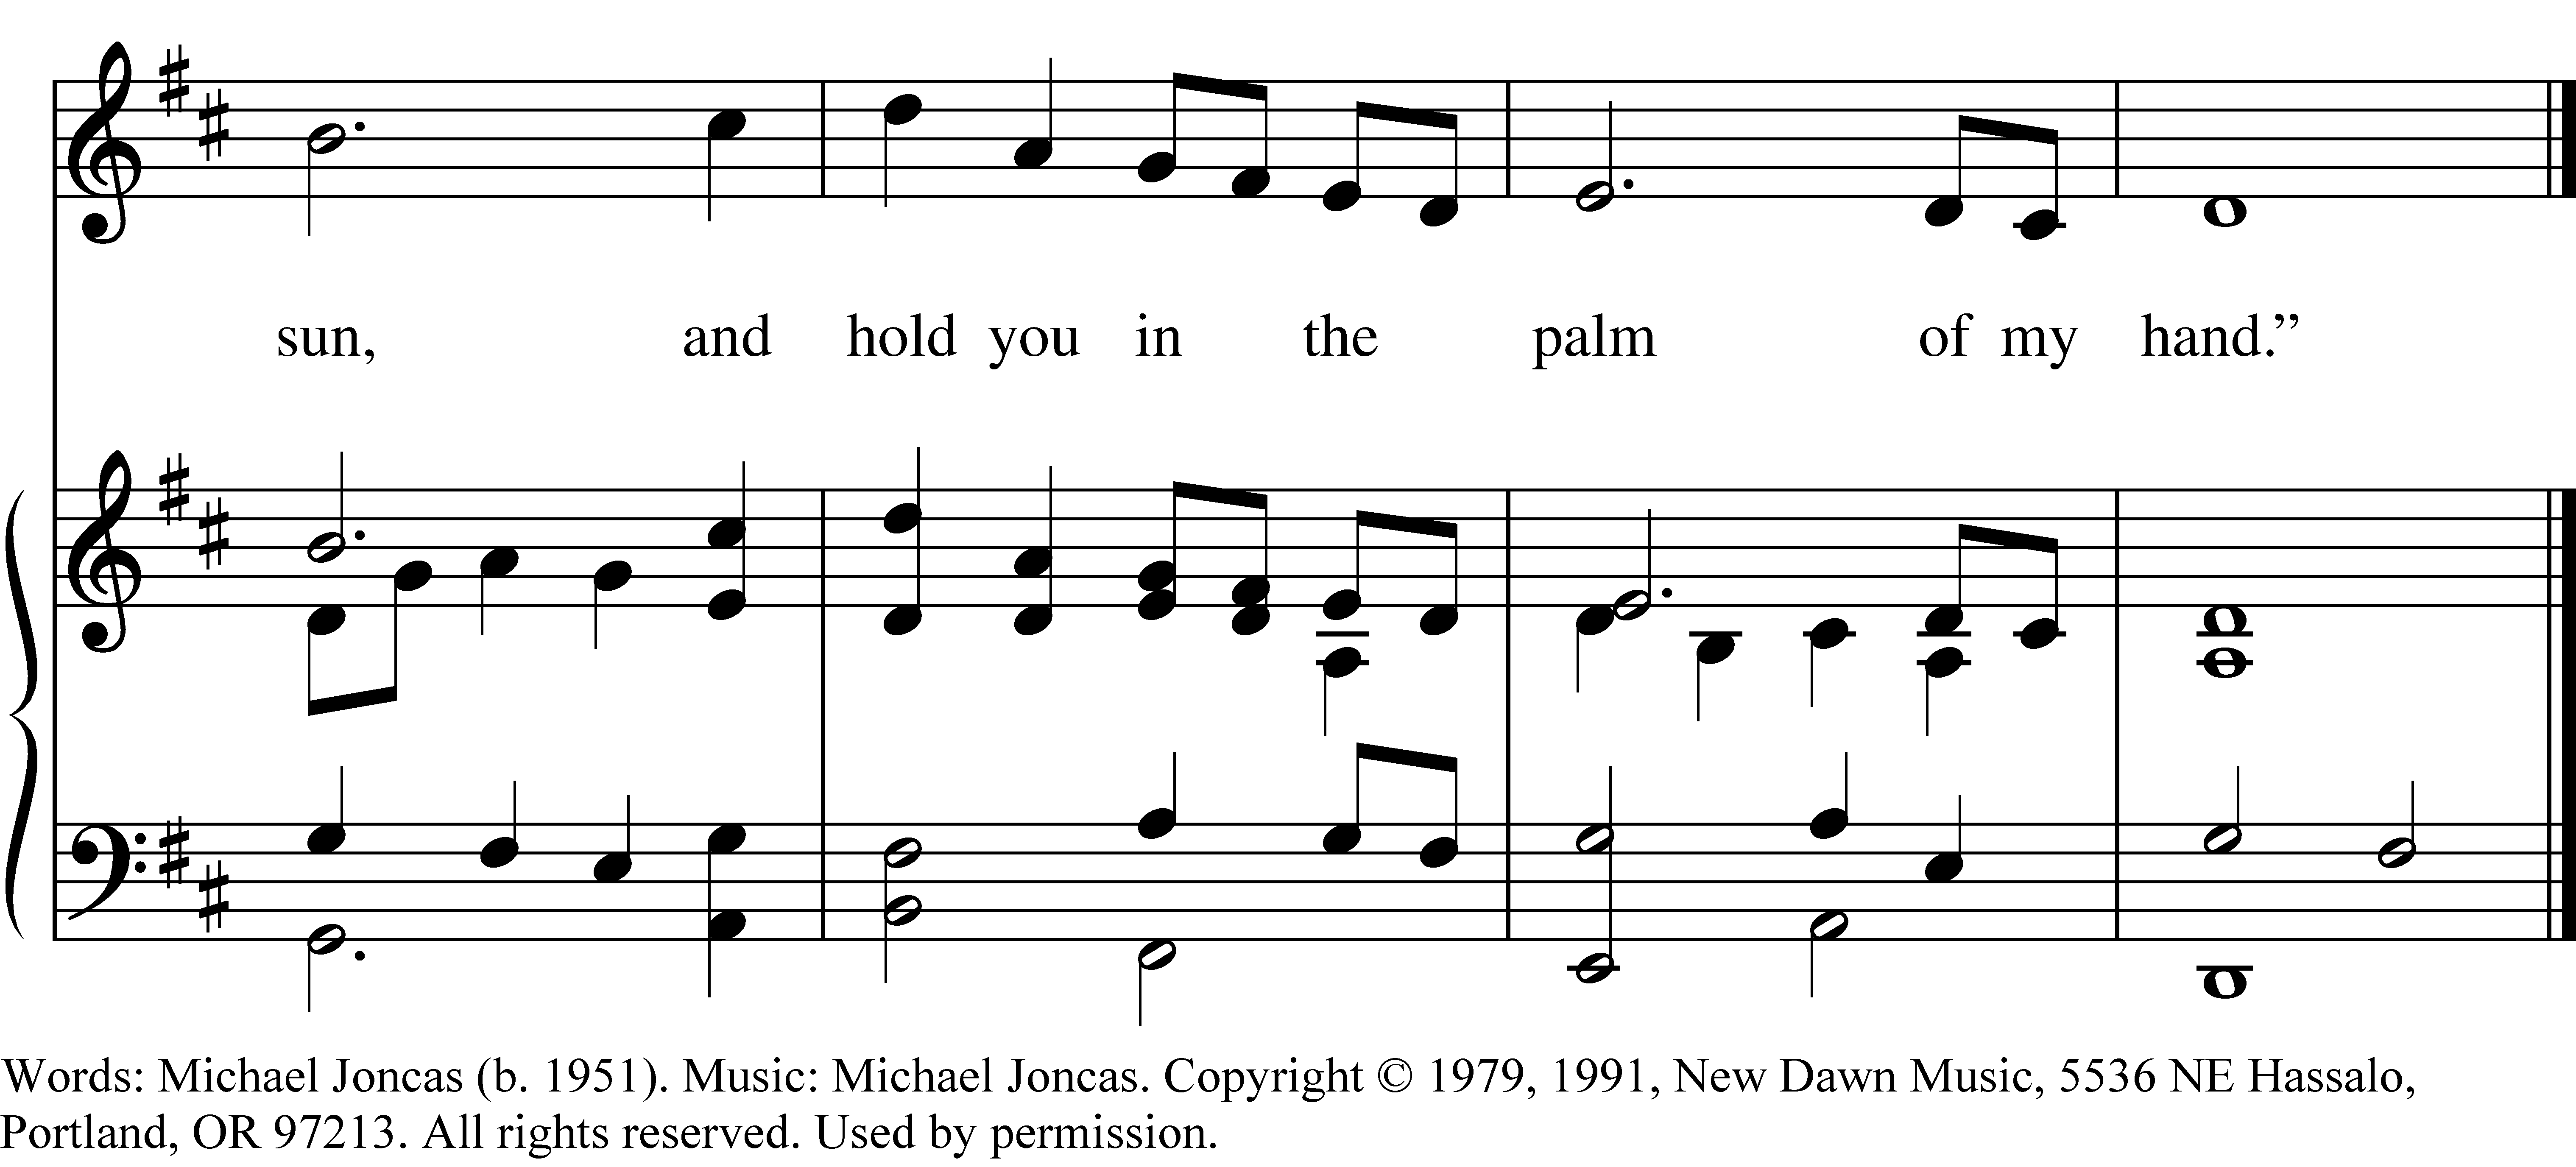 sun, and hold you in the palm of my hand.”
Words: Michael Joncas (b. 1951). Music: Michael Joncas. Copyright © 1979, 1991, New Dawn Music, 5536 NE Hassalo,
Portland, OR 97213. All rights reserved. Used by permission.